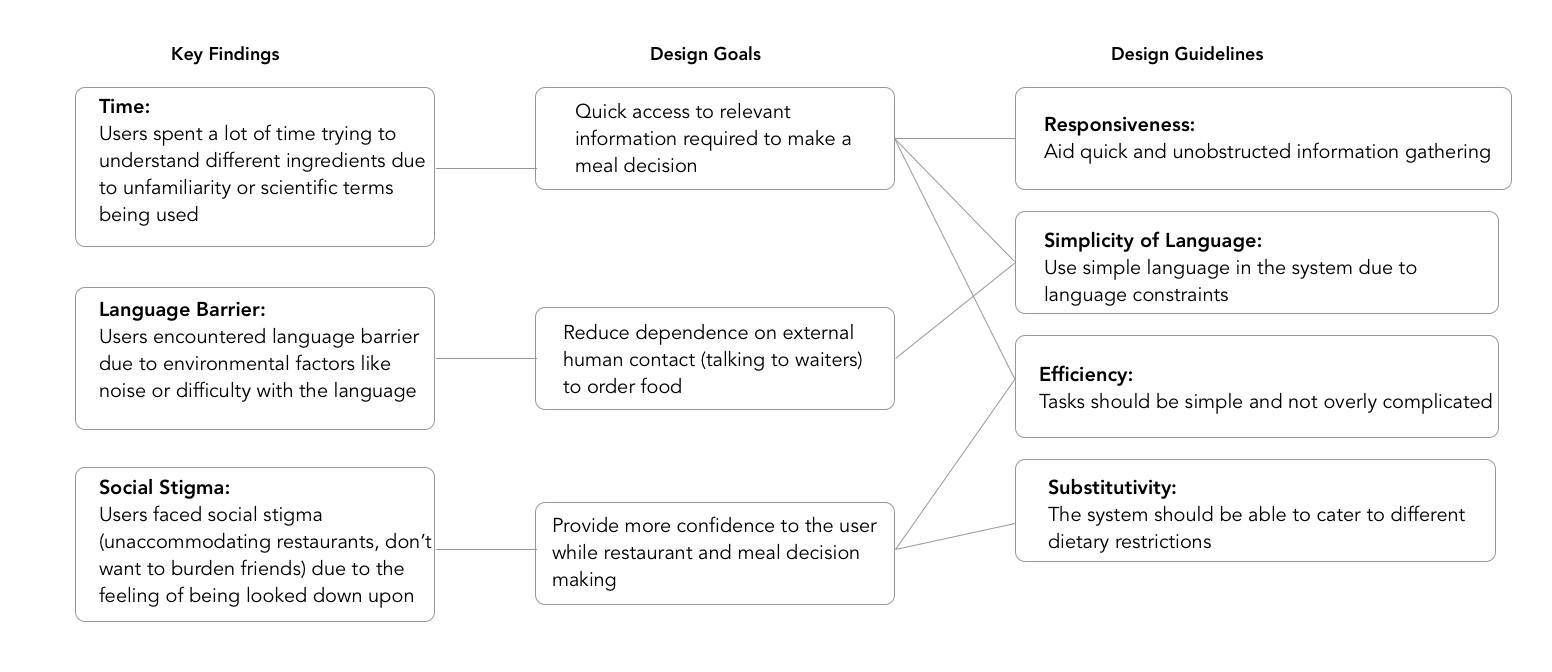 Key Findings
Design Goals
Design Guidelines
Time:
Users spent a lot of time trying to
understand different ingredients due
to unfamiliarity or scientific terms
being used
Language Barrier:
Users encountered language barrier
due to environmental factors like
noise or difficulty with the language
Social Stigma:
Users faced social stigma
(unaccommodating restaurants, don’t
want to burden friends) due to the
feeling of being looked down upon
Quick access to relevant
information required to make a
meal decision
Reduce dependence on external
human contact (talking to waiters)
to order food
Provide more confidence to the user
while restaurant and meal decision
making
Responsiveness:
Aid quick and unobstructed information gathering
Simplicity of Language:
Use simple language in the system due to
language constraints
Efficiency:
Tasks should be simple and not overly complicated
Substitutivity:
The system should be able to cater to different
dietary restrictions